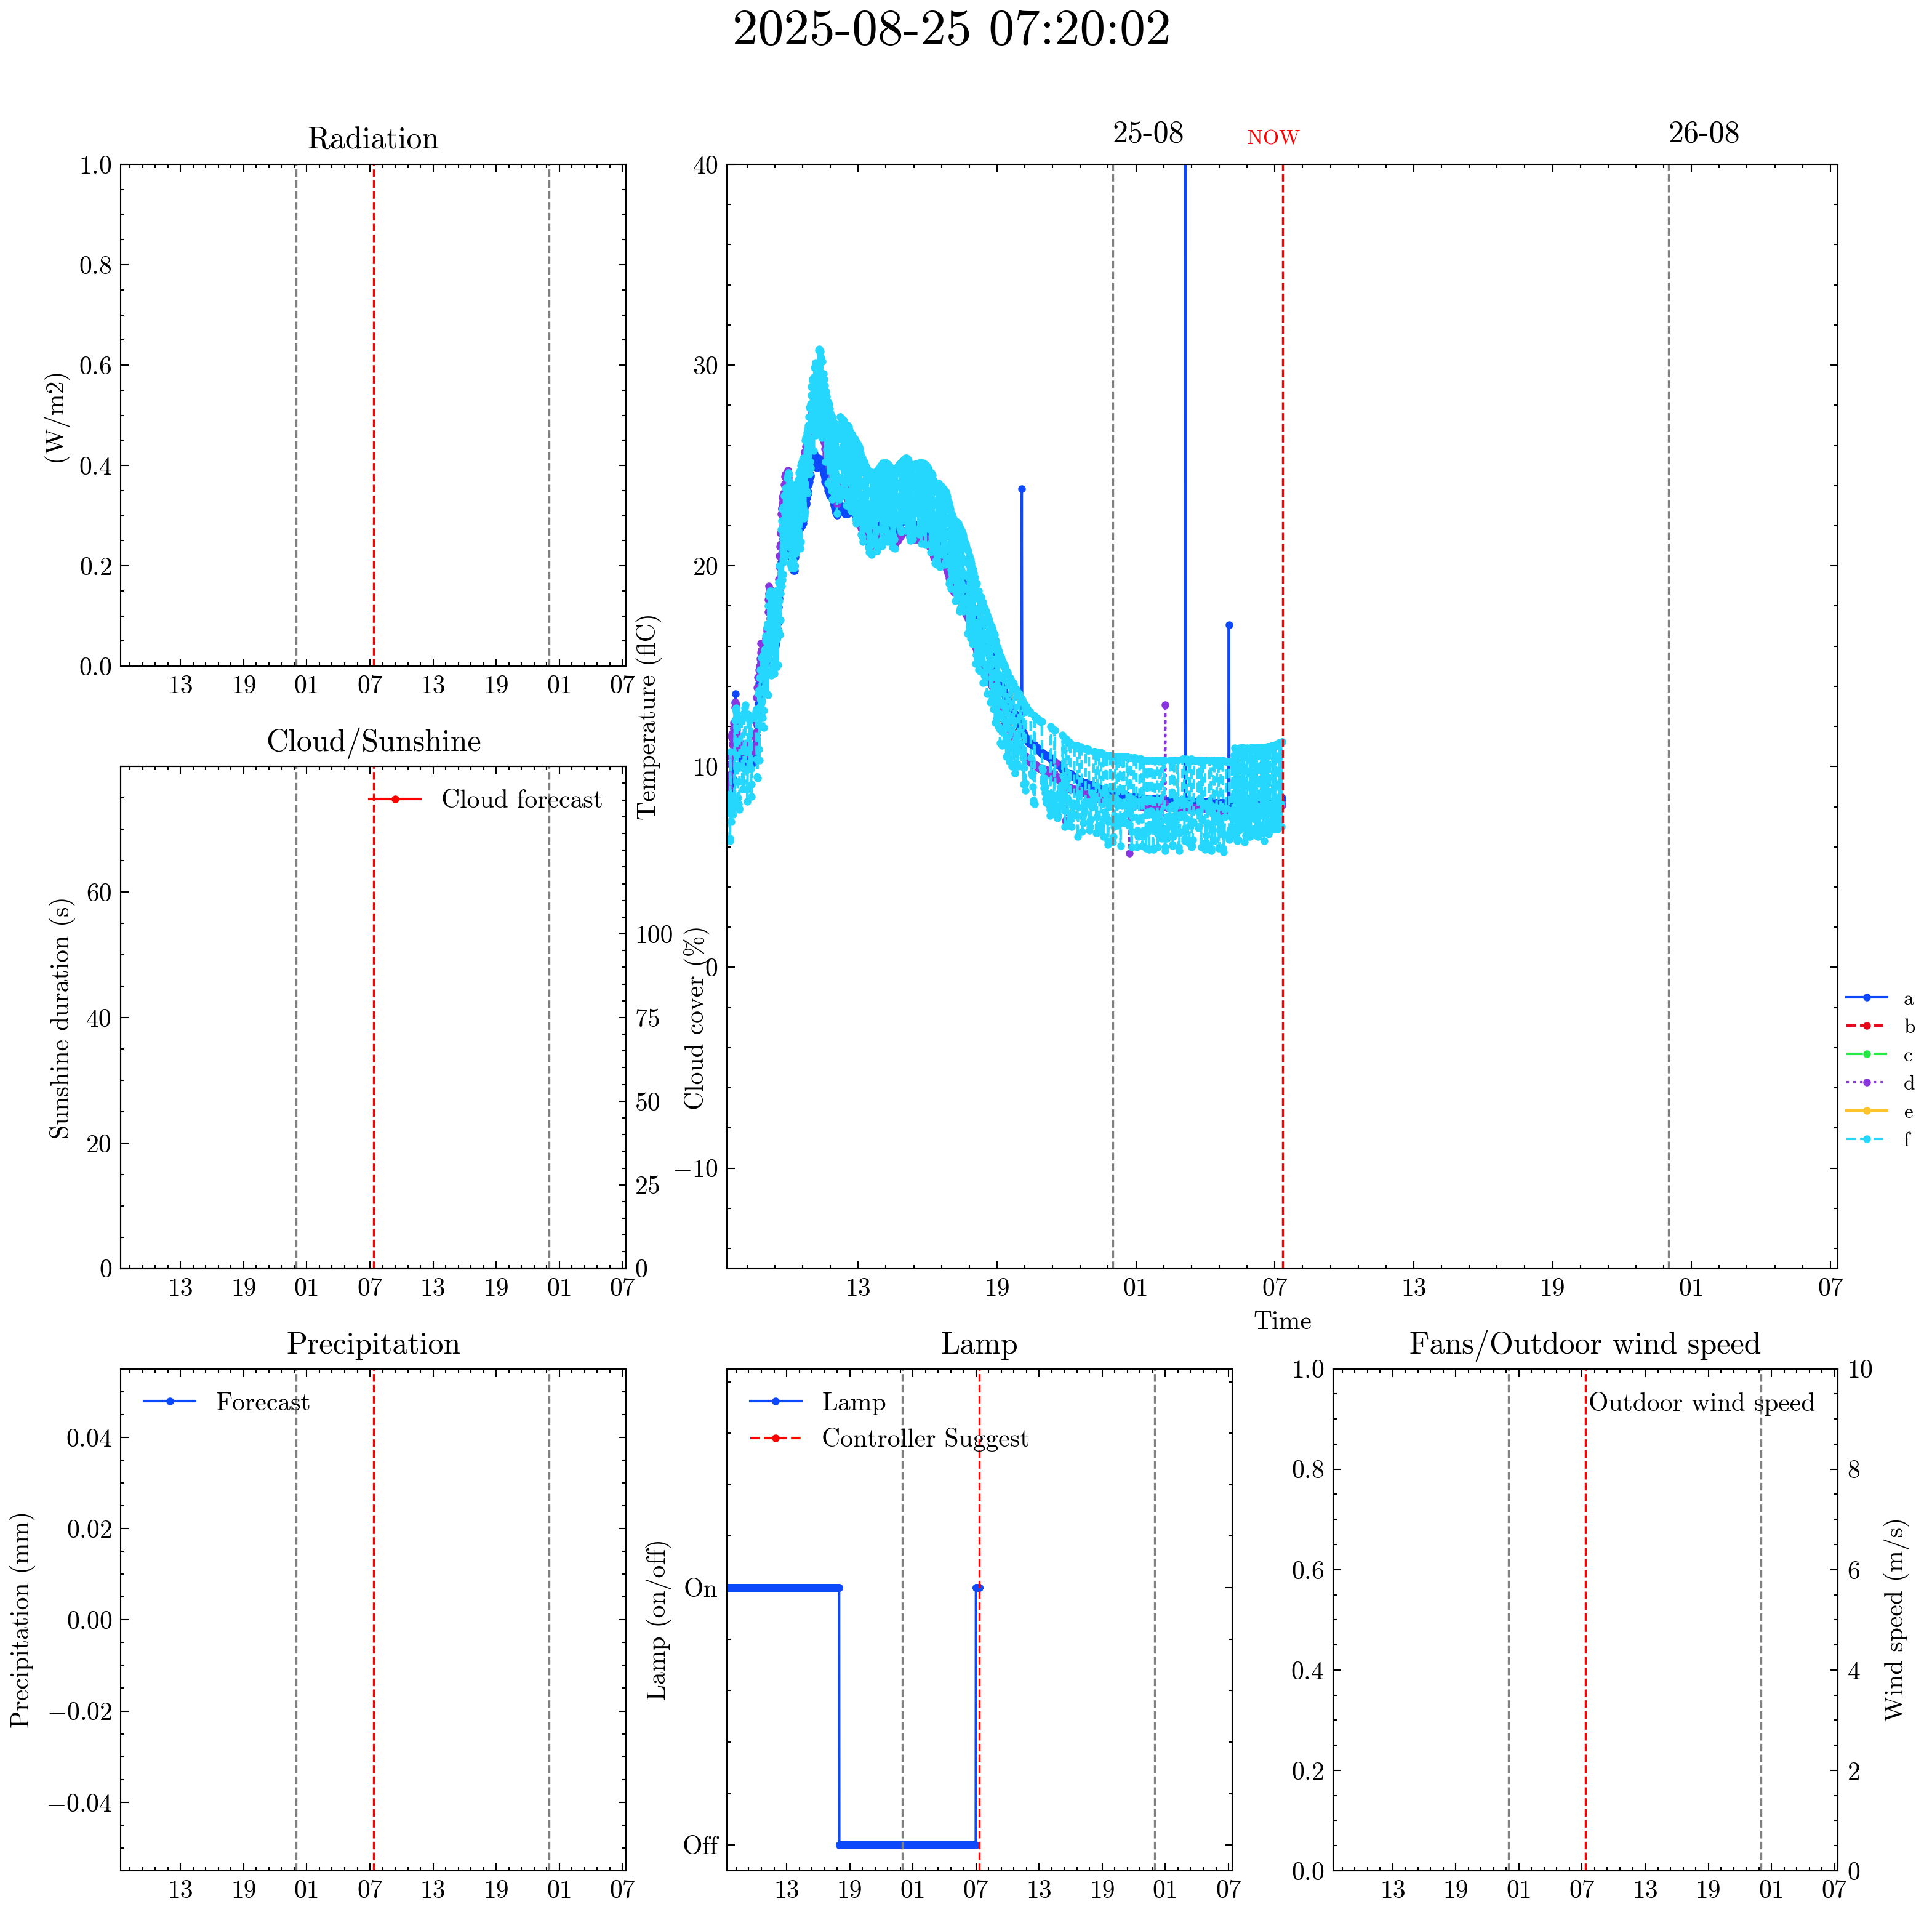 2025-08-25 07:20:02
Radiation
1.0
0.8
0.6
0.4
0.2
0.0
(W/m2)
13 19 01 07 13 19 01 07
25-08 NOW 26-08
40
30
20
10
0
−10
Temperature (flC)
13 19 01 07 13 19 01 07
Time
a
b
c
d
e
f
Cloud/Sunshine
Cloud forecast
60
40
20
0
Sunshine duration (s)
100
75
50
25
0
Cloud cover (%)
13 19 01 07 13 19 01 07
Precipitation
Forecast
0.04
0.02
0.00
−0.02
−0.04
Precipitation (mm)
13 19 01 07 13 19 01 07
Lamp
Lamp
Controller Suggest
On
Off
Lamp (on/off)
13 19 01 07 13 19 01 07
Fans/Outdoor wind speed
Outdoor wind speed
1.0
0.8
0.6
0.4
0.2
0.0
10
8
6
4
2
0
Wind speed (m/s)
13 19 01 07 13 19 01 07